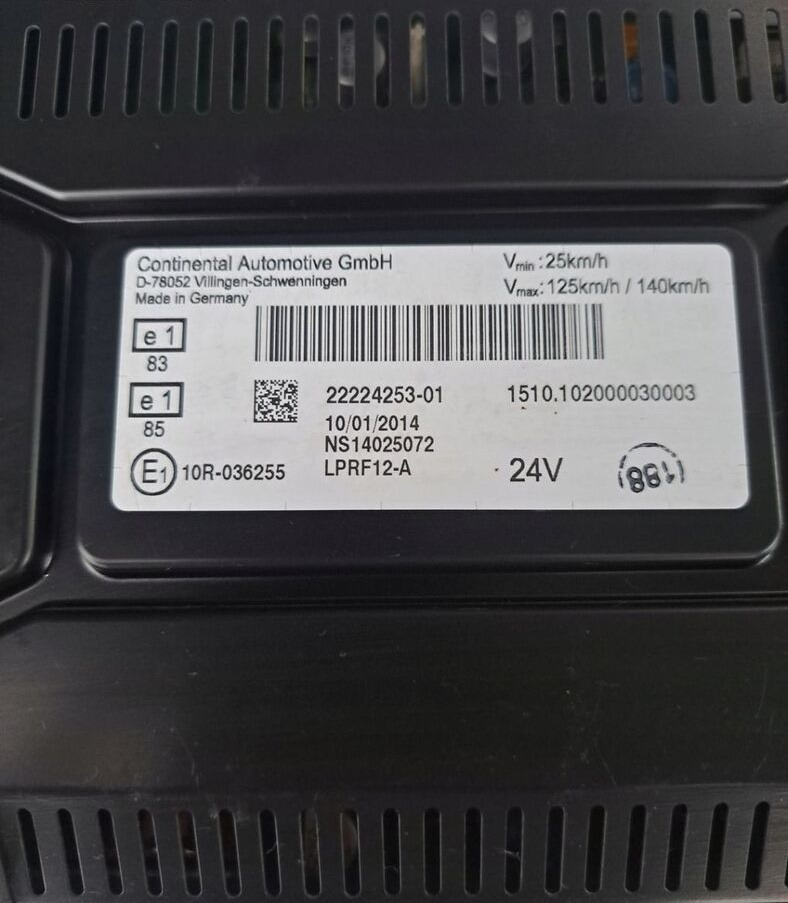 Continental Automotive GmbH
D-78052 Villingen-Schwenningen
Made in Germany
Vmin :25km/h
Vmax: 125km/h / 140km/h
e 1
83
e 1
85
E1 10R-036255
22224253-01
10/01/2014
NS14025072
LPRF12-A
1510.102000030003
24V